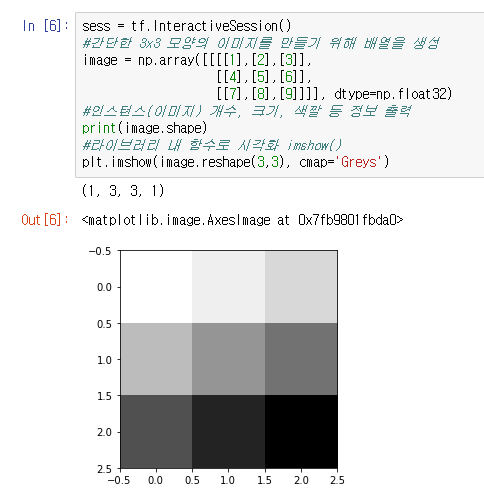 In [6]: sess = tf.InteractiveSession()
#간단한 3x3 모양의 이미지를 만들기 위해 배열을 생성
image = np.array([[[[1],[2],[3]],
[[4],[5],[6]],
[[7],[8],[9]]]], dtype=np.float32)
#인스턴스(이미지) 개수, 크기, 색깔 등 정보 출력
print(image.shape)
#라이브러리 내 함수로 시각화 imshow()
plt.imshow(image.reshape(3,3), cmap='Greys')
(1, 3, 3, 1)
Out[6]: <matplotlib.image.AxesImage at 0x7fb9801fbda0>
−0.5
0.0
0.5
1.0
1.5
2.0
2.5
−0.5 0.0 0.5 1.0 1.5 2.0 2.5